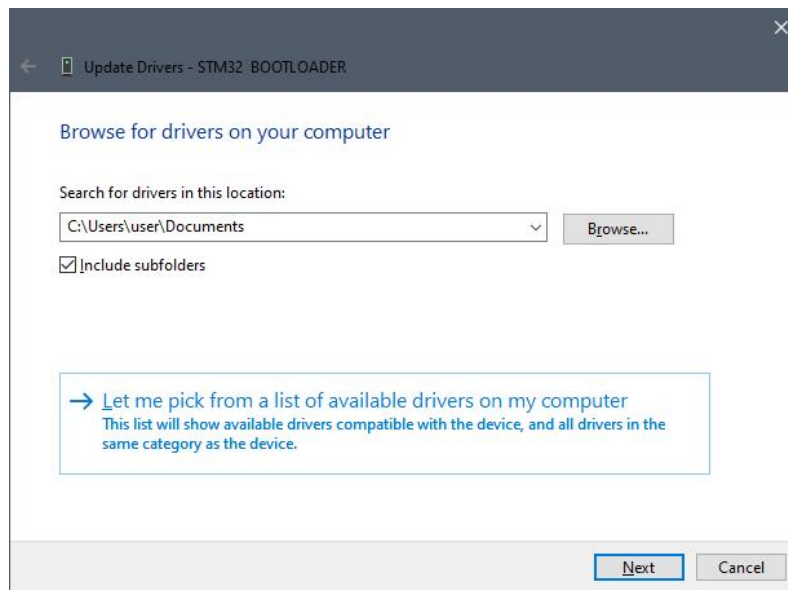 Update Drivers - STM32 BOOTLOADER
Browse for drivers on your computer
Search for drivers in this location:
C:\Users\user\Documents
Browse...
Include subfolders
Let me pick from a list of available drivers on my computer
This list will show available drivers compatible with the device, and all drivers in the
same category as the device.
Next
Cancel